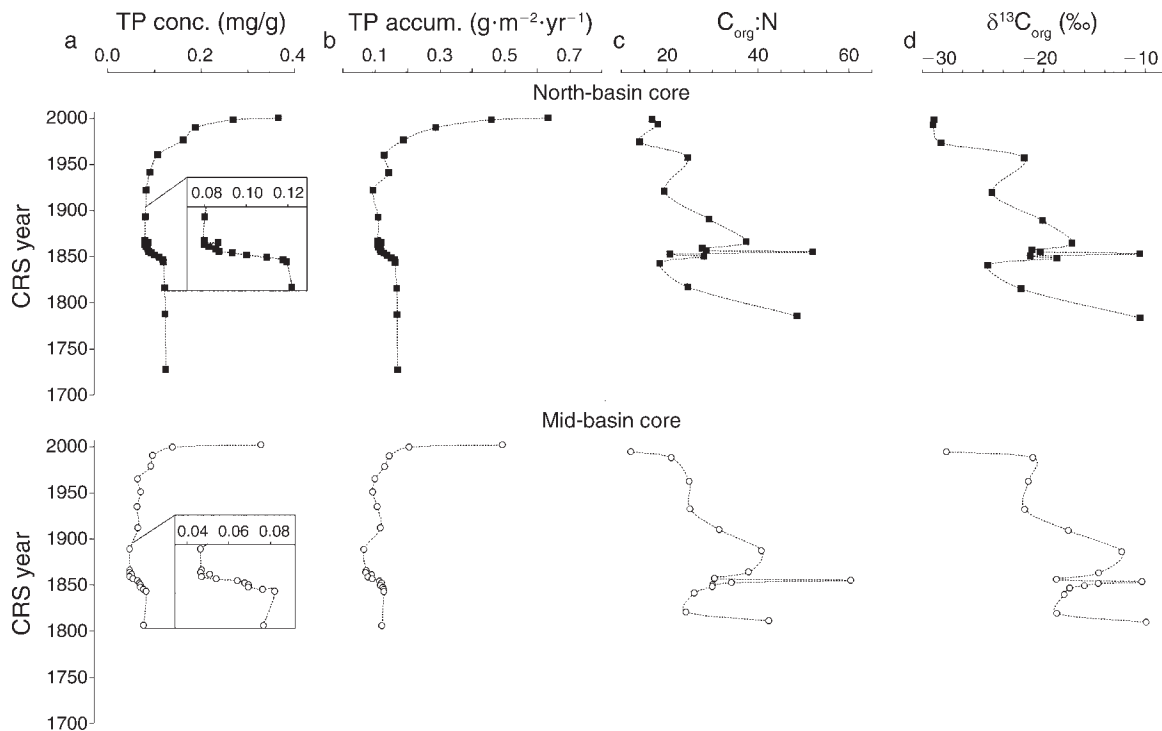 TP conc. (mg/g) TP accum. (g·m⁻²·yr⁻¹) Corg:N δ¹³Corg (‰)
a b c d
0.0 0.2 0.4 0.1 0.3 0.5 0.7 20 40 60 −30 −20 −10
North-basin core
2000
1950
1900
1850
1800
1750
1700
CRS year
0.08 0.10 0.12
Mid-basin core
2000
1950
1900
1850
1800
1750
1700
CRS year
0.04 0.06 0.08